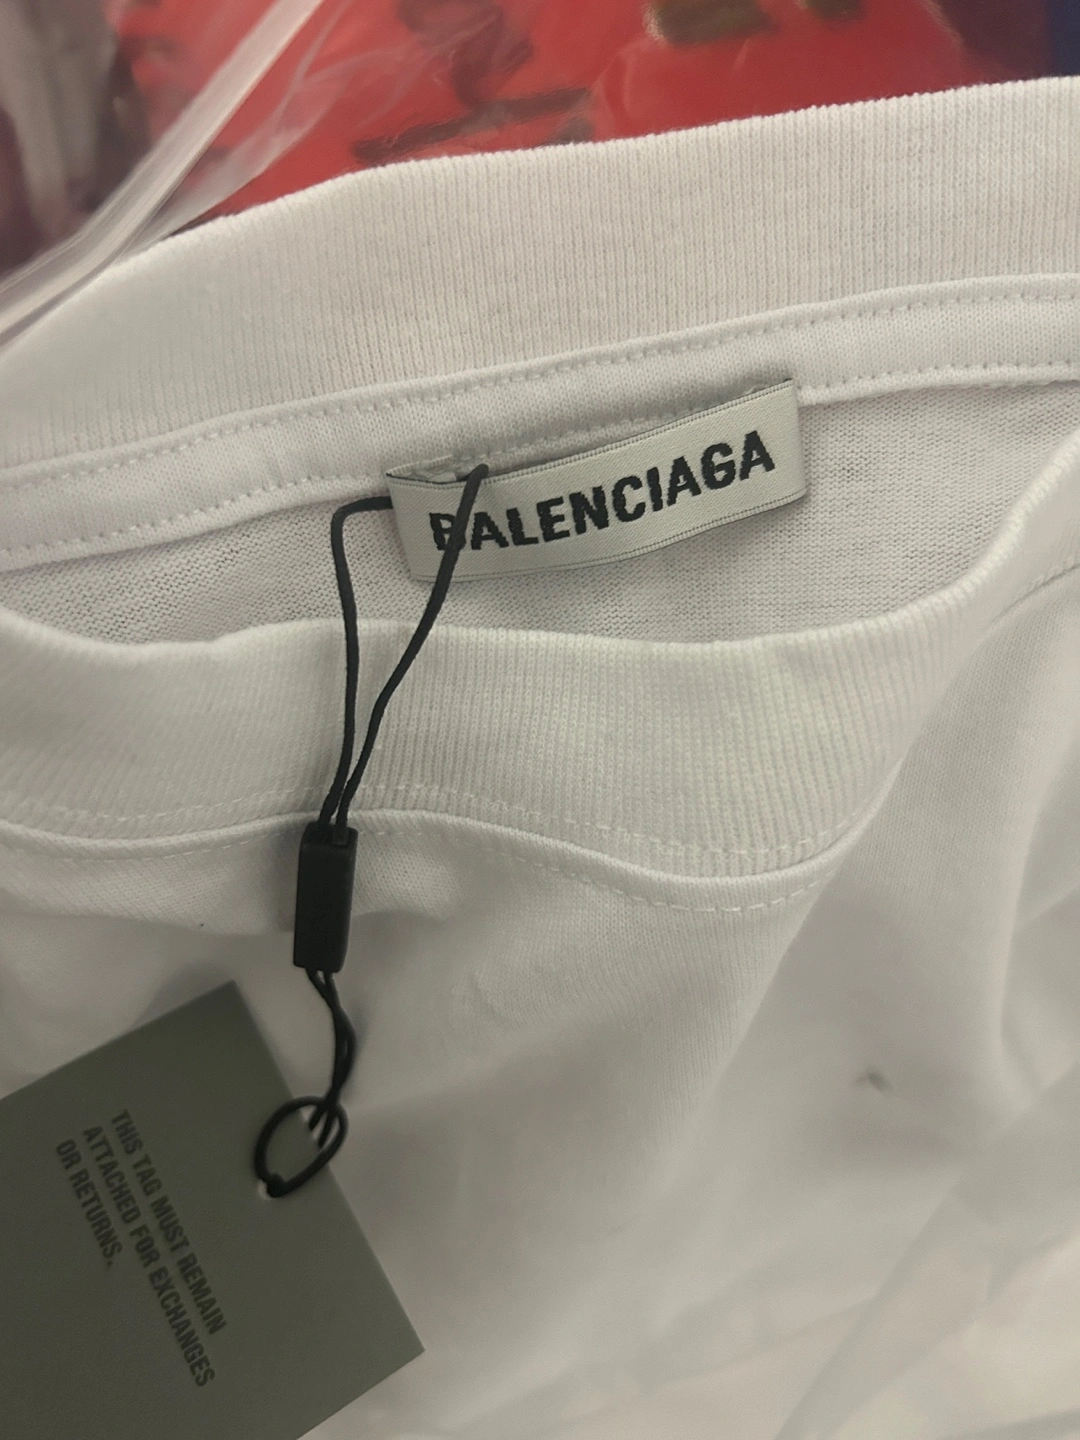 BALENCIAGA
THIS TAG MUST REMAIN
ATTACHED FOR EXCHANGES
OR RETURNS.